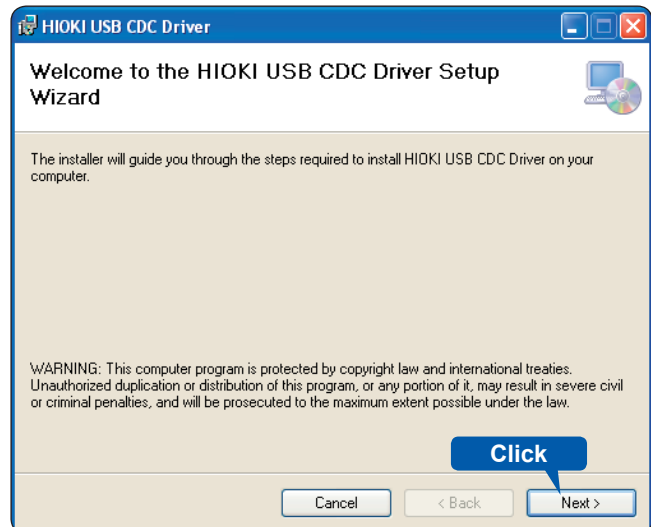 HIOKI USB CDC Driver
Welcome to the HIOKI USB CDC Driver Setup
Wizard
The installer will guide you through the steps required to install HIOKI USB CDC Driver on your
computer.
WARNING: This computer program is protected by copyright law and international treaties.
Unauthorized duplication or distribution of this program, or any portion of it, may result in severe civil
or criminal penalties, and will be prosecuted to the maximum extent possible under the law.
Click
Cancel < Back Next >